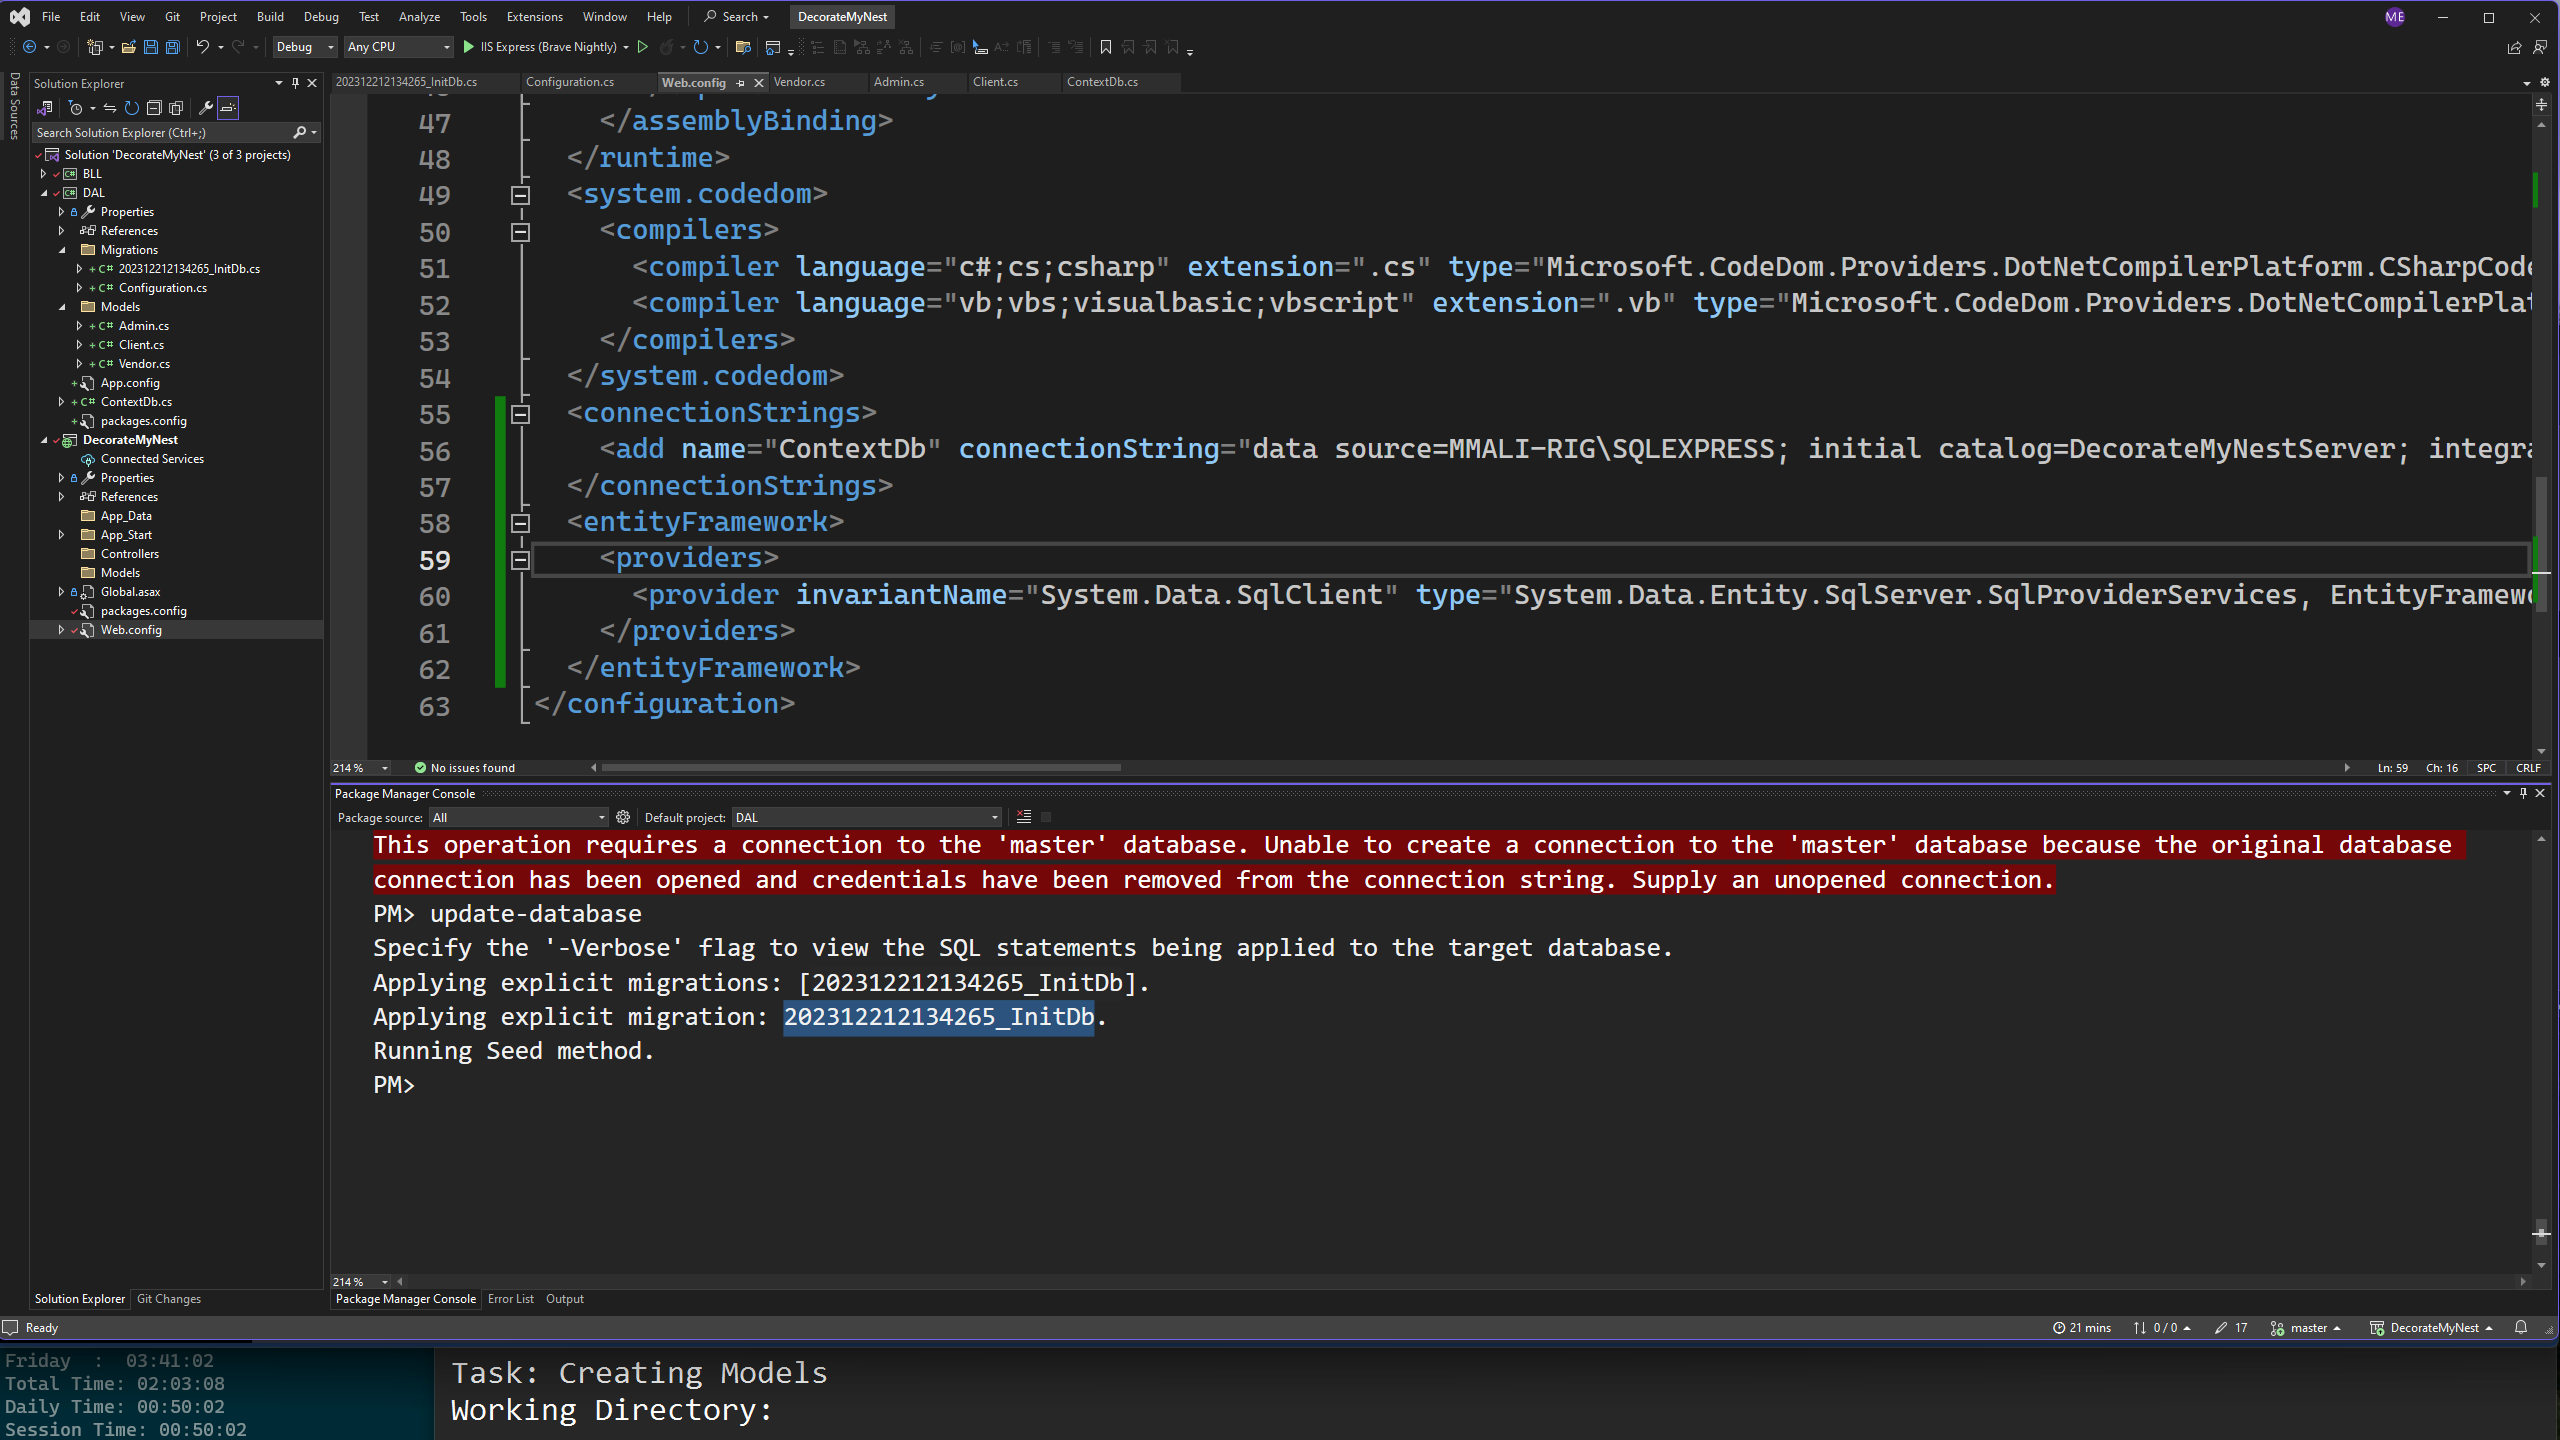 File Edit View Git Project Build Debug Test Analyze Tools Extensions Window Help Search DecorateMyNest ME
Debug Any CPU IIS Express (Brave Nightly)
Data Sources
Solution Explorer
Search Solution Explorer (Ctrl+;)
Solution 'DecorateMyNest' (3 of 3 projects)
BLL
DAL
Properties
References
Migrations
202312212134265_InitDb.cs
Configuration.cs
Models
Admin.cs
Client.cs
Vendor.cs
App.config
ContextDb.cs
packages.config
DecorateMyNest
Connected Services
Properties
References
App_Data
App_Start
Controllers
Models
Global.asax
packages.config
Web.config
Solution Explorer Git Changes
202312212134265_InitDb.cs Configuration.cs Web.config Vendor.cs Admin.cs Client.cs ContextDb.cs
47 </assemblyBinding>
48 </runtime>
49 <system.codedom>
50 <compilers>
51 <compiler language="c#;cs;csharp" extension=".cs" type="Microsoft.CodeDom.Providers.DotNetCompilerPlatform.CSharpCode
52 <compiler language="vb;vbs;visualbasic;vbscript" extension=".vb" type="Microsoft.CodeDom.Providers.DotNetCompilerPlat
53 </compilers>
54 </system.codedom>
55 <connectionStrings>
56 <add name="ContextDb" connectionString="data source=MMALI-RIG\SQLEXPRESS; initial catalog=DecorateMyNestServer; integra
57 </connectionStrings>
58 <entityFramework>
59 <providers>
60 <provider invariantName="System.Data.SqlClient" type="System.Data.Entity.SqlServer.SqlProviderServices, EntityFramewo
61 </providers>
62 </entityFramework>
63 </configuration>
214 % No issues found Ln: 59 Ch: 16 SPC CRLF
Package Manager Console
Package source: All Default project: DAL
This operation requires a connection to the 'master' database. Unable to create a connection to the 'master' database because the original database
connection has been opened and credentials have been removed from the connection string. Supply an unopened connection.
PM> update-database
Specify the '-Verbose' flag to view the SQL statements being applied to the target database.
Applying explicit migrations: [202312212134265_InitDb].
Applying explicit migration: 202312212134265_InitDb.
Running Seed method.
PM>
214 %
Package Manager Console Error List Output
Ready 21 mins 0 / 0 17 master DecorateMyNest
Friday : 03:41:02
Total Time: 02:03:08
Daily Time: 00:50:02
Session Time: 00:50:02
Task: Creating Models
Working Directory: